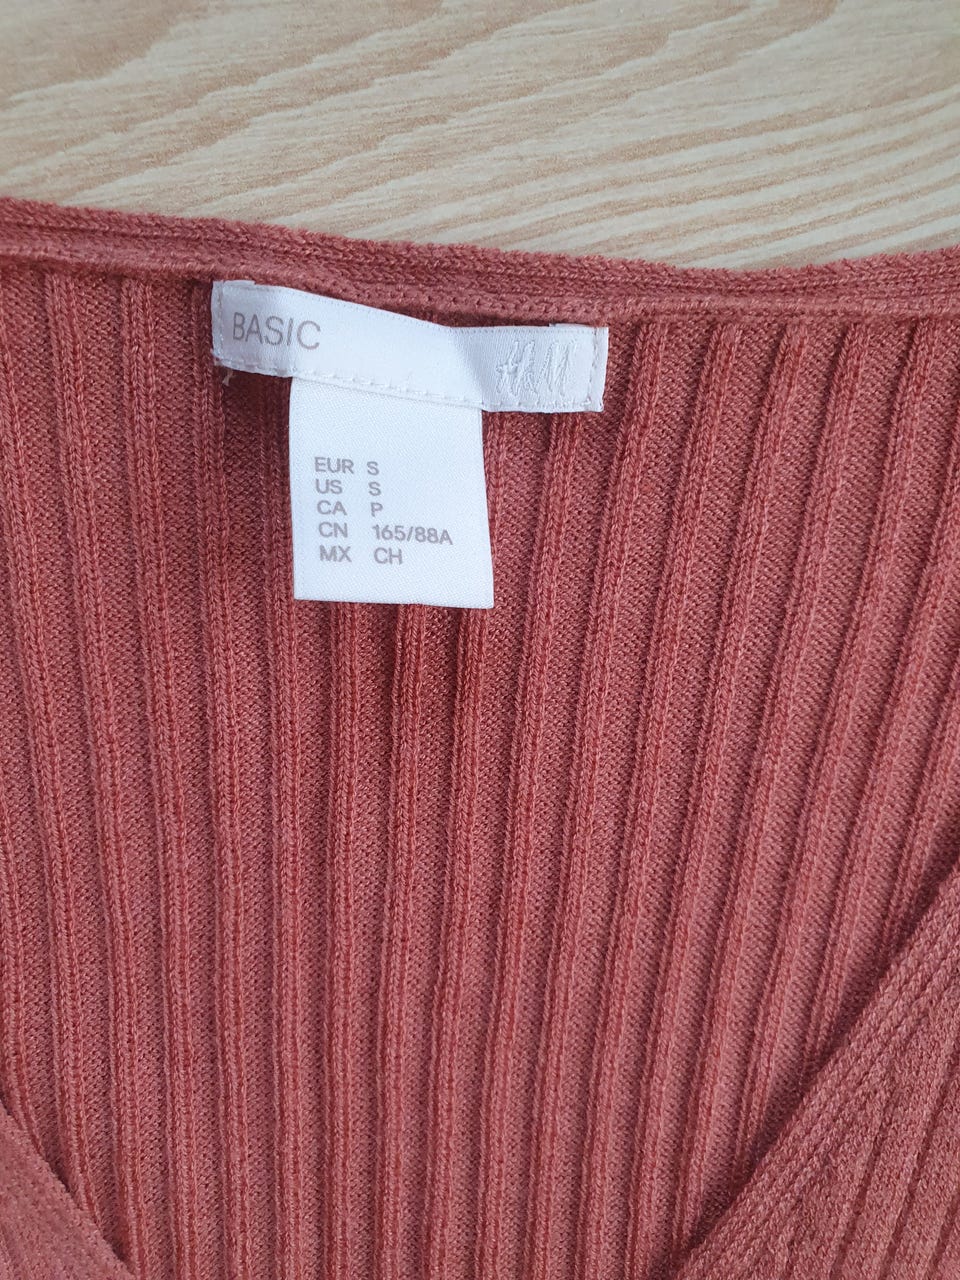 BASIC H&M
EUR S
US S
CA P
CN 165/88A
MX CH